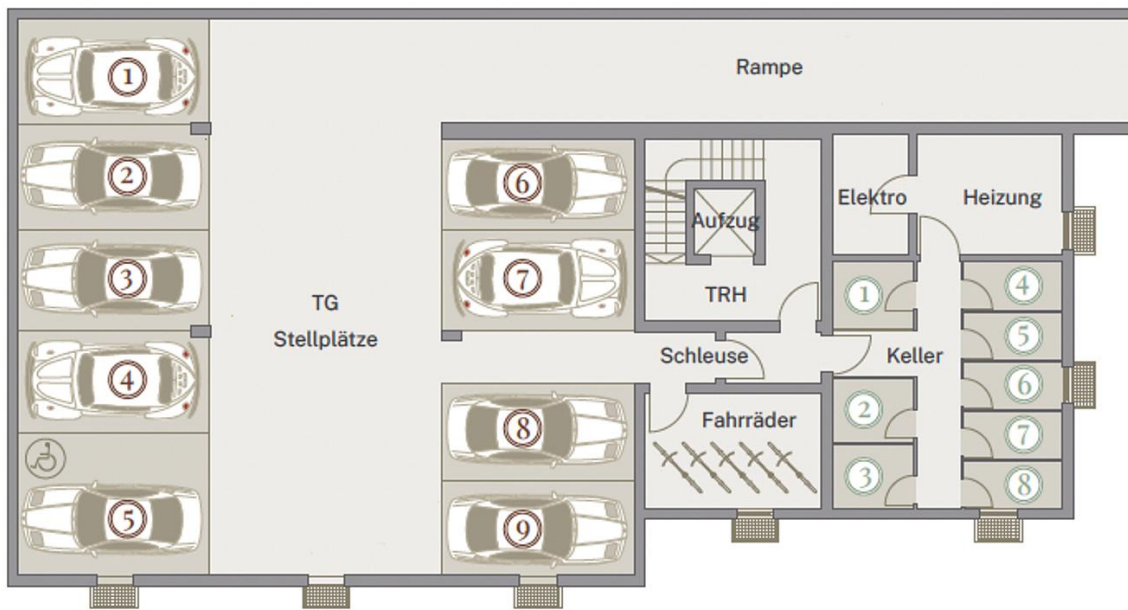 1
Rampe
2
6
Elektro
Heizung
Aufzug
3
7
TRH
1
4
TG
Stellplätze
5
4
Schleuse
Keller
6
8
Fahrräder
2
7
5
9
3
8